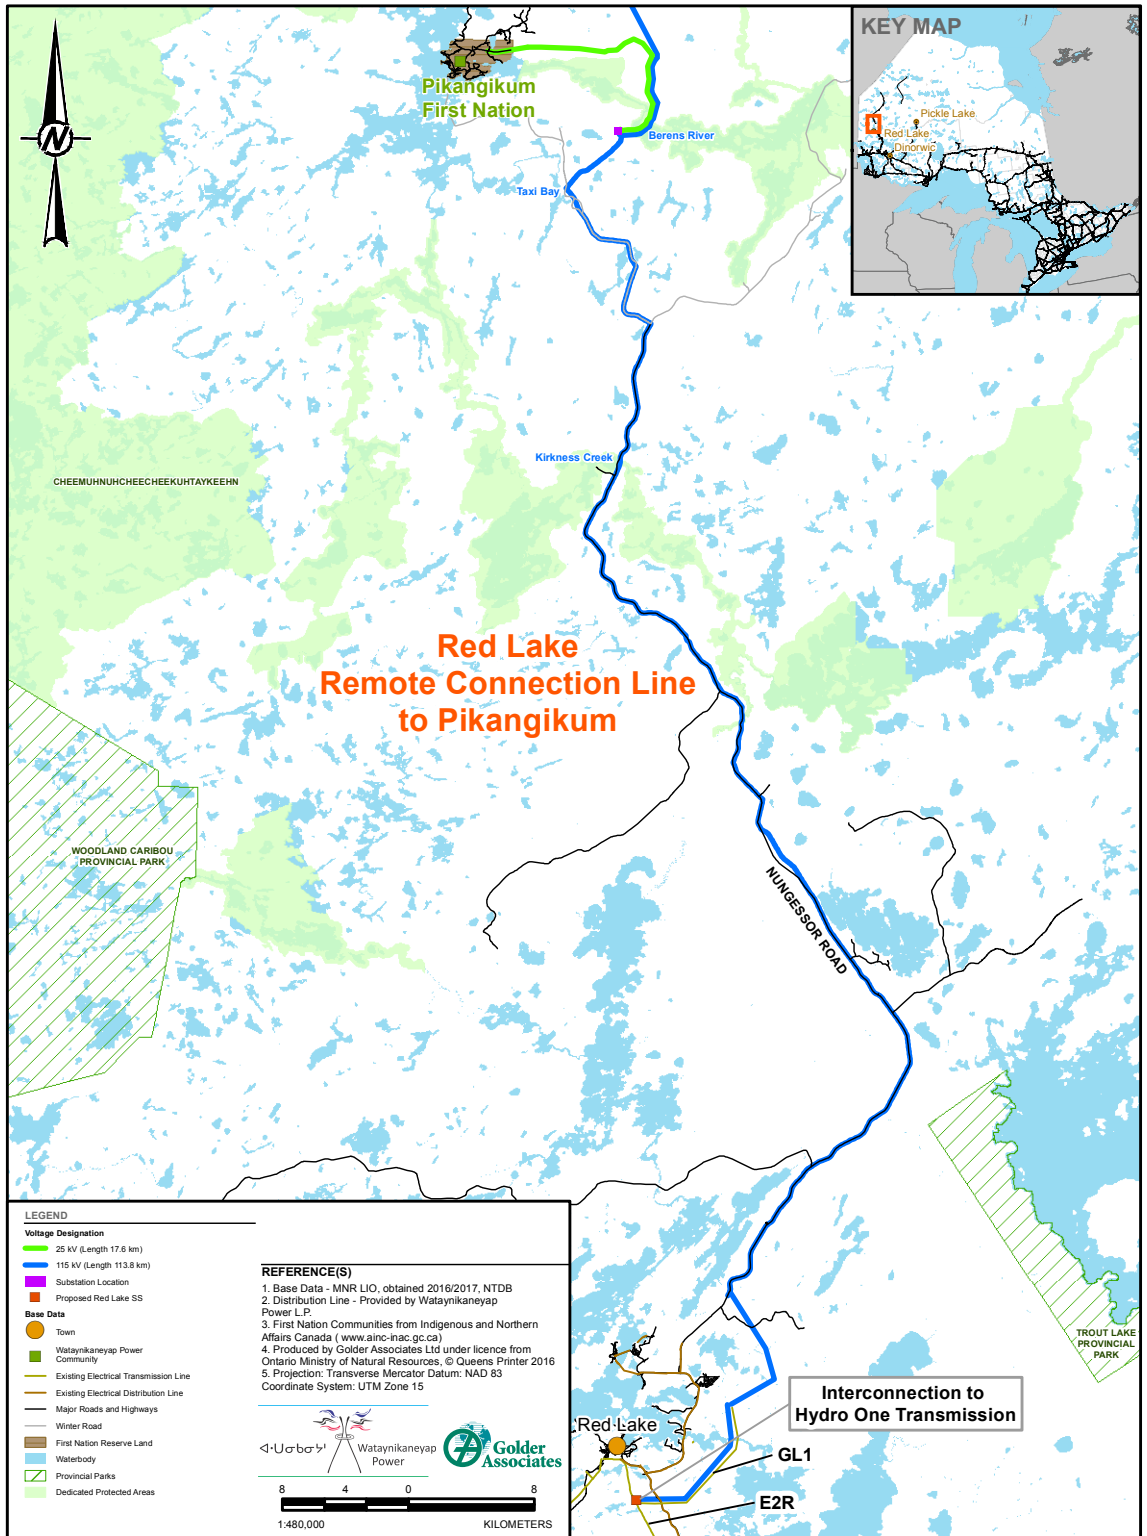 KEY MAP
Pickle Lake
Red Lake
Dinorwic
N
Pikangikum
First Nation
Berens River
Taxi Bay
Kirkness Creek
CHEEMUHNUHCHEECHEEKUHTAYKEEHN
Red Lake
Remote Connection Line
to Pikangikum
WOODLAND CARIBOU
PROVINCIAL PARK
NUNGESSOR ROAD
TROUT LAKE
PROVINCIAL
PARK
Interconnection to
Hydro One Transmission
Red Lake
GL1
E2R
LEGEND
Voltage Designation
25 kV (Length 17.6 km)
115 kV (Length 113.8 km)
Substation Location
Proposed Red Lake SS
Base Data
Town
Wataynikaneyap Power
Community
Existing Electrical Transmission Line
Existing Electrical Distribution Line
Major Roads and Highways
Winter Road
First Nation Reserve Land
Waterbody
Provincial Parks
Dedicated Protected Areas
REFERENCE(S)
1. Base Data - MNR LIO, obtained 2016/2017, NTDB
2. Distribution Line - Provided by Wataynikaneyap
Power L.P.
3. First Nation Communities from Indigenous and Northern
Affairs Canada ( www.ainc-inac.gc.ca)
4. Produced by Golder Associates Ltd under licence from
Ontario Ministry of Natural Resources, © Queens Printer 2016
5. Projection: Transverse Mercator Datum: NAD 83
Coordinate System: UTM Zone 15
Wataynikaneyap
Power
Golder
Associates
8 4 0 8
1:480,000 KILOMETERS